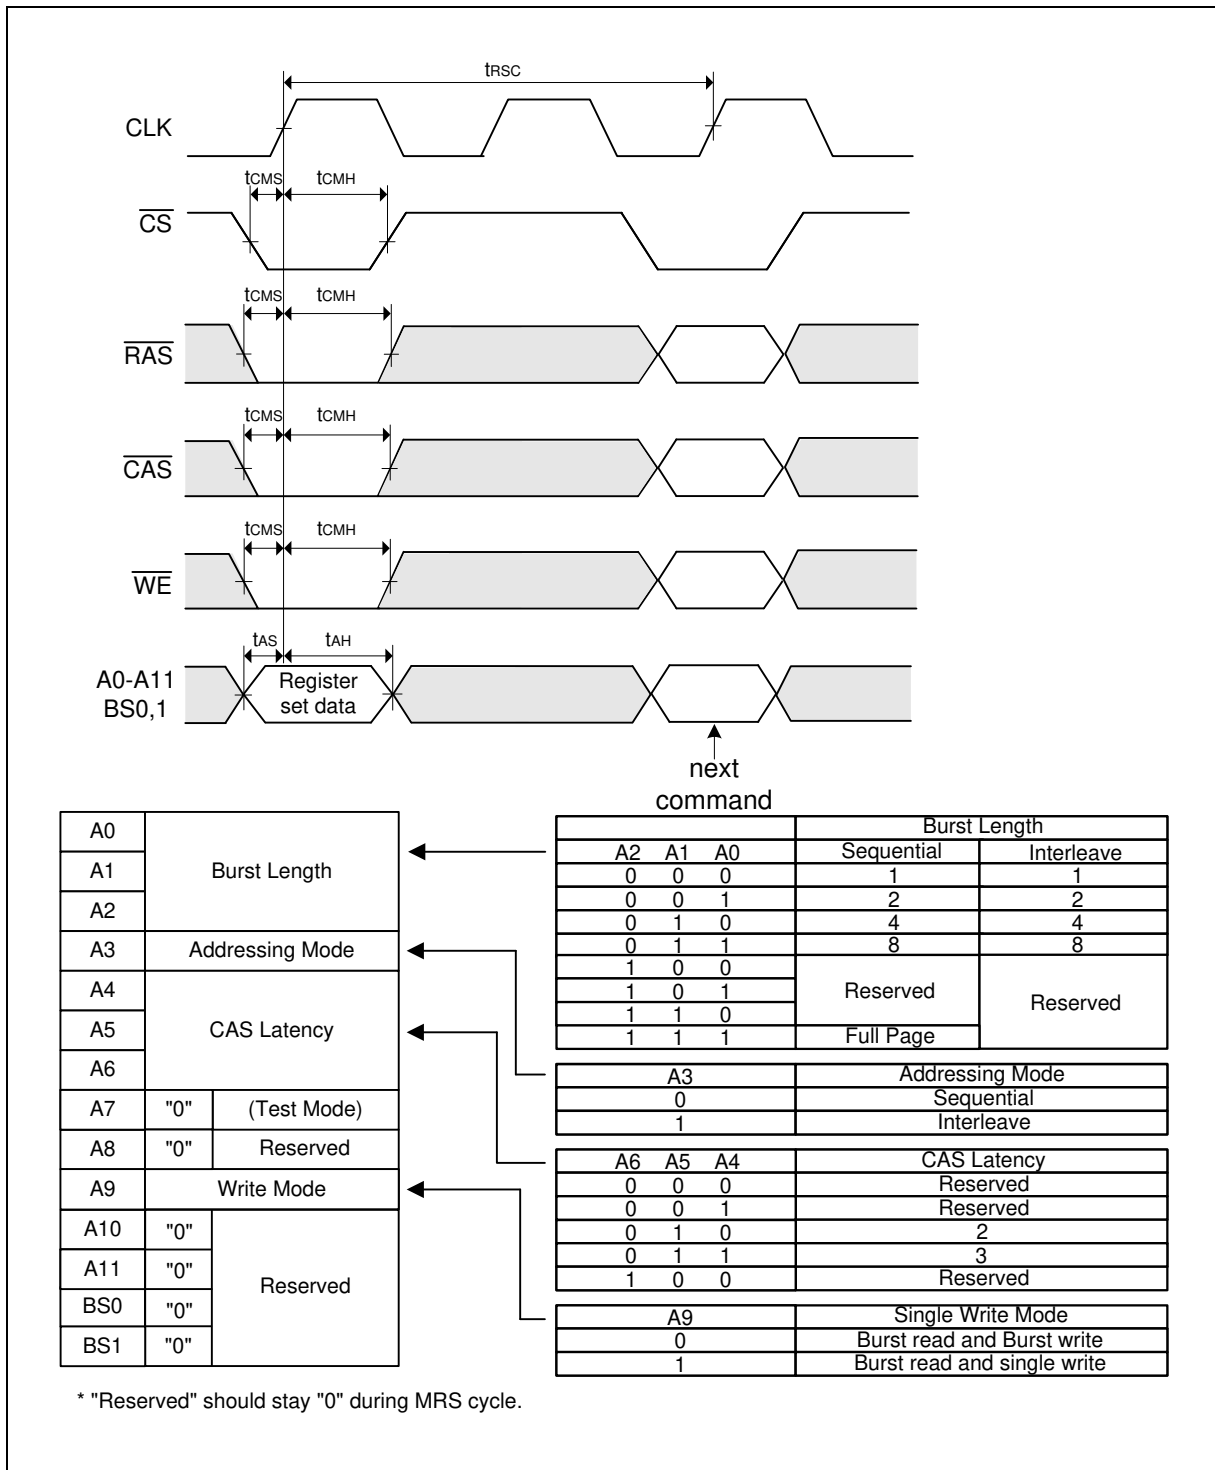 tRSC
CLK
tCMS tCMH
CS
tCMS tCMH
RAS
tCMS tCMH
CAS
tCMS tCMH
WE
tAS tAH
A0-A11
BS0,1
Register
set data
next
command
A0
A1
A2
Burst Length
A3 Addressing Mode
A4
A5
A6
CAS Latency
A7 "0" (Test Mode)
A8 "0" Reserved
A9 Write Mode
A10 "0"
A11 "0"
BS0 "0"
BS1 "0"
Reserved
Burst Length
A2 A1 A0 Sequential Interleave
0 0 0 1 1
0 0 1 2 2
0 1 0 4 4
0 1 1 8 8
1 0 0
1 0 1
1 1 0
Reserved
Reserved
1 1 1 Full Page
A3 Addressing Mode
0 Sequential
1 Interleave
A6 A5 A4 CAS Latency
0 0 0 Reserved
0 0 1 Reserved
0 1 0 2
0 1 1 3
1 0 0 Reserved
A9 Single Write Mode
0 Burst read and Burst write
1 Burst read and single write
* "Reserved" should stay "0" during MRS cycle.